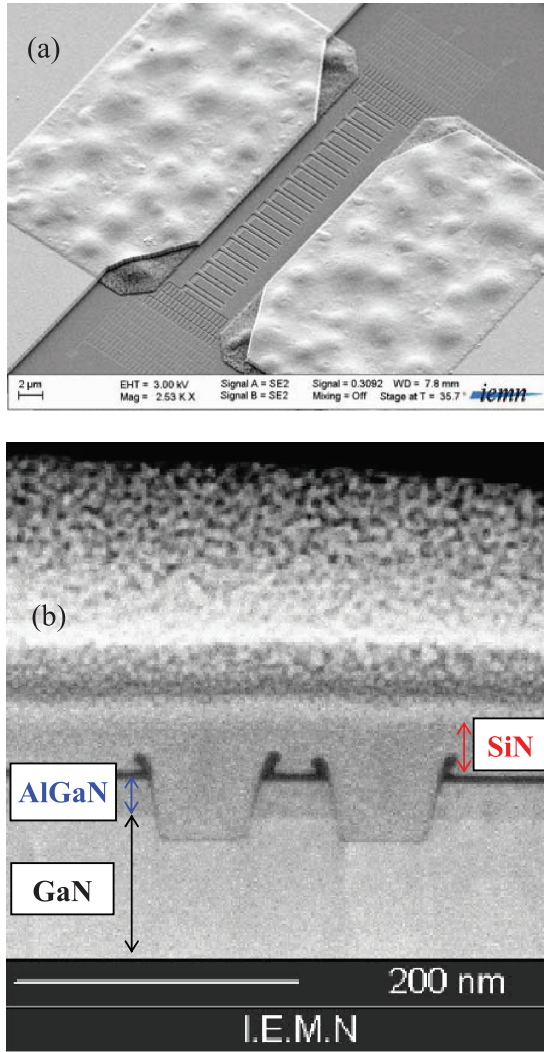 (a)
2 µm
EHT = 3.00 kV Signal A = SE2 Signal = 0.3092 WD = 7.8 mm
Mag = 2.53 K X Signal B = SE2 Mixing = Off Stage at T = 35.7 °
iemn
(b)
SiN
AlGaN
GaN
200 nm
I.E.M.N